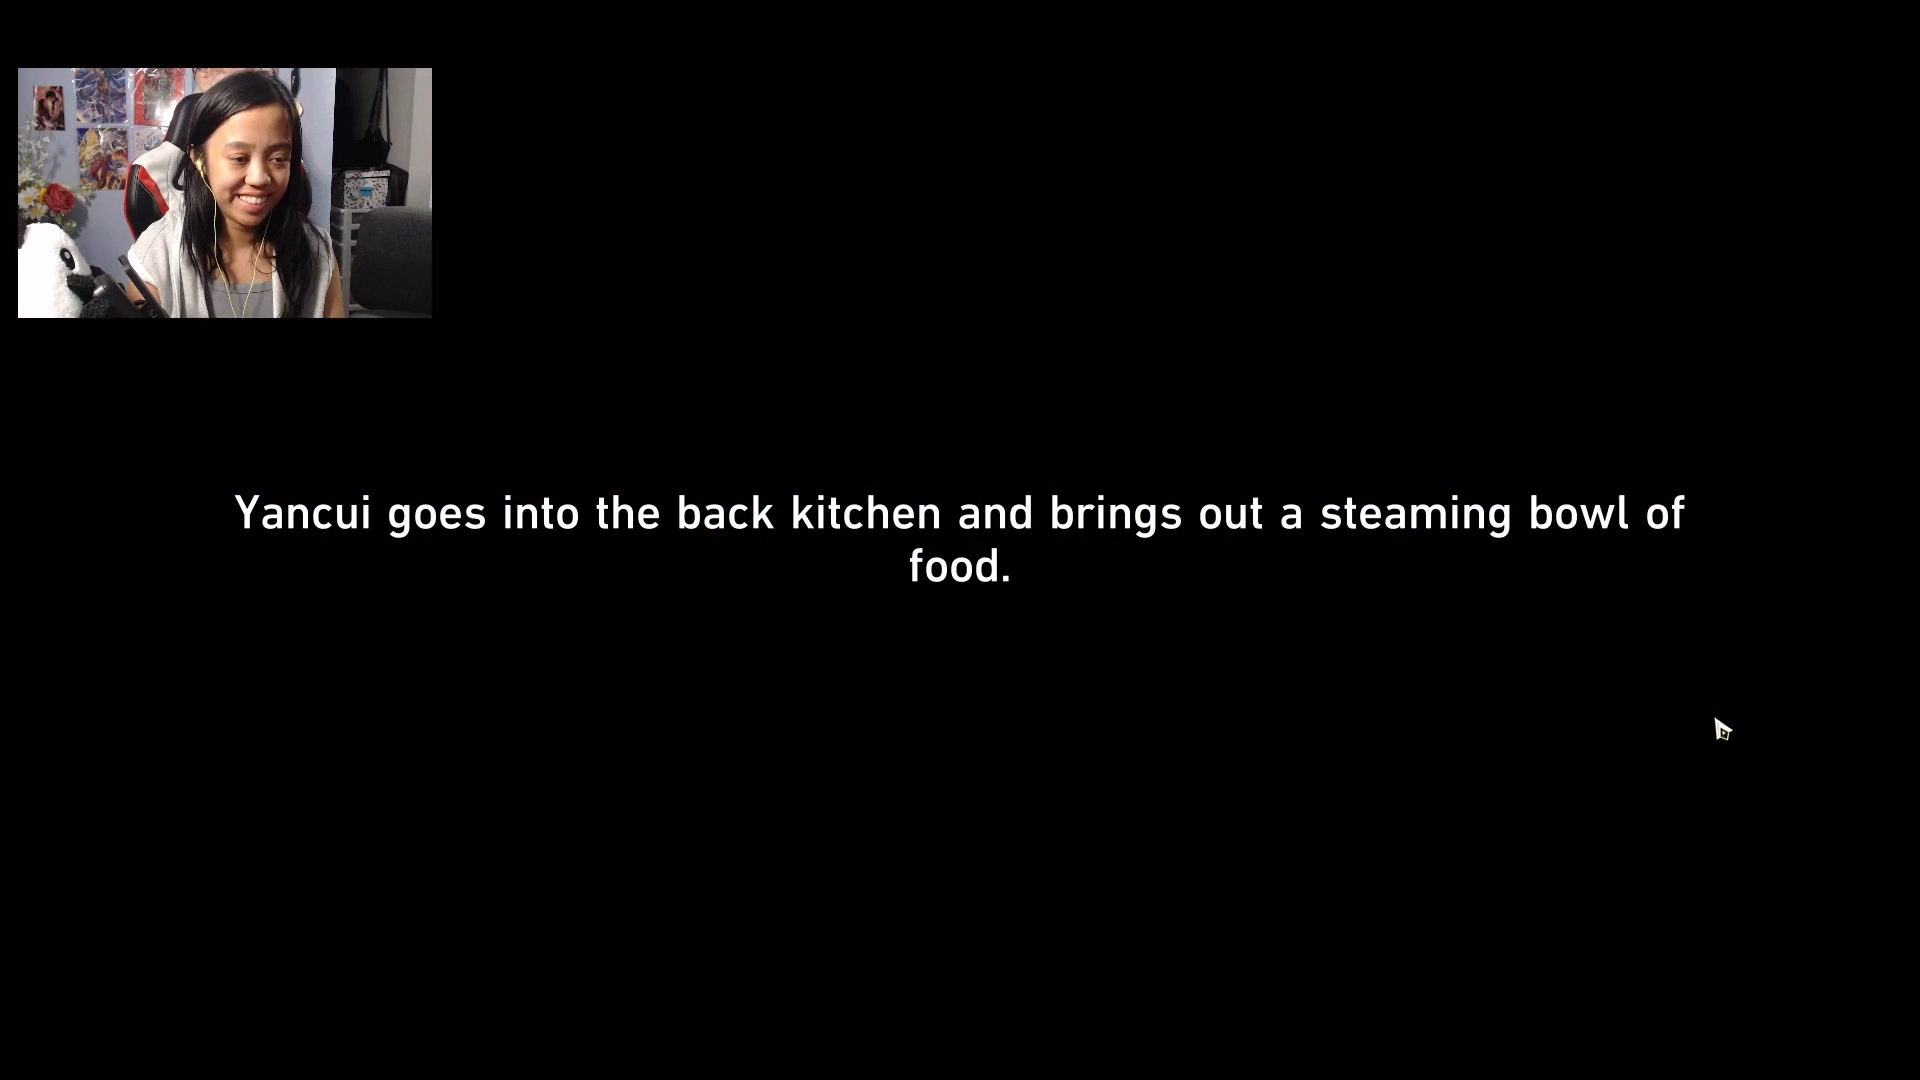 Yancui goes into the back kitchen and brings out a steaming bowl of
food.